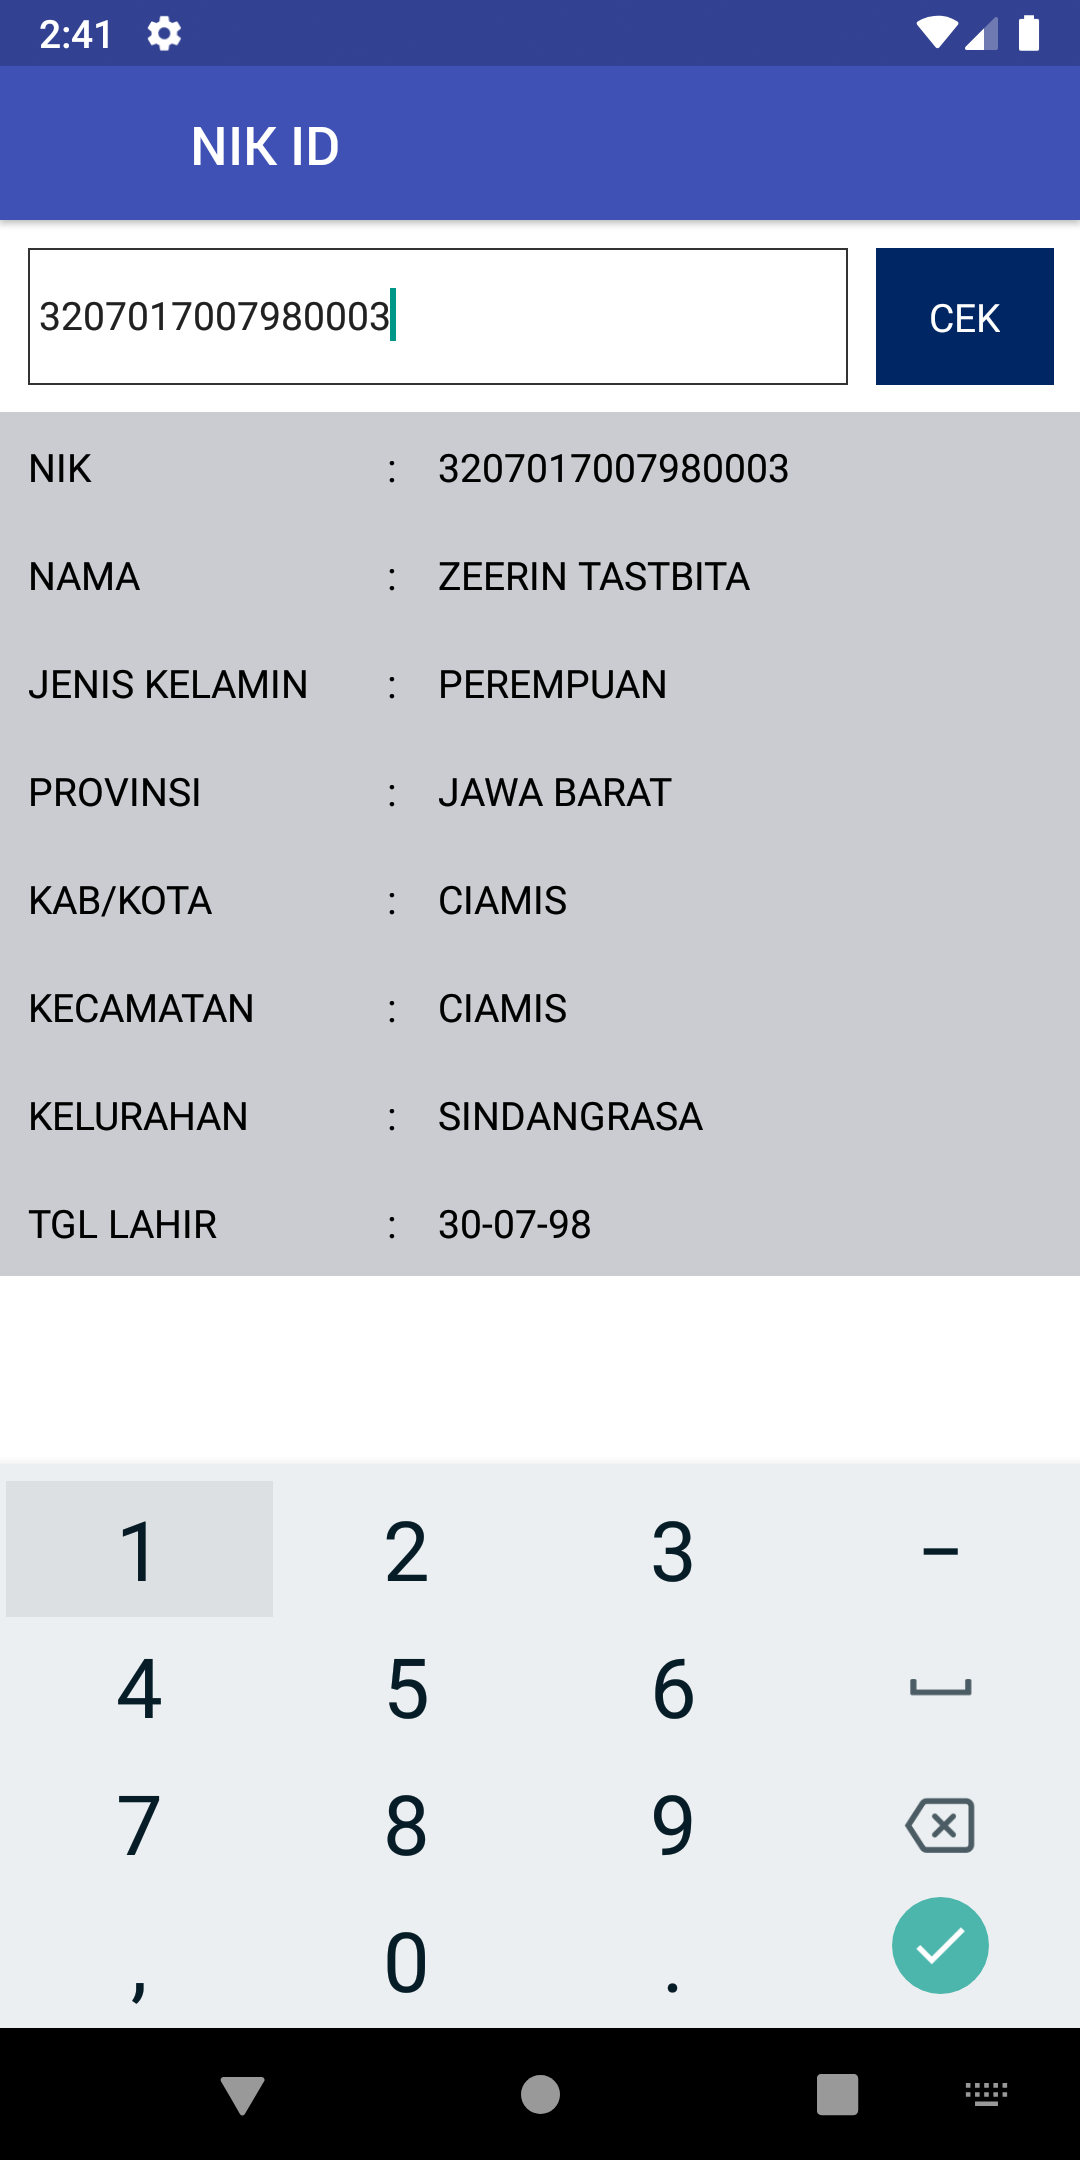 2:41
NIK ID
3207017007980003
CEK
NIK : 3207017007980003
NAMA : ZEERIN TASTBITA
JENIS KELAMIN : PEREMPUAN
PROVINSI : JAWA BARAT
KAB/KOTA : CIAMIS
KECAMATAN : CIAMIS
KELURAHAN : SINDANGRASA
TGL LAHIR : 30-07-98
1 2 3 –
4 5 6
7 8 9
, 0 .